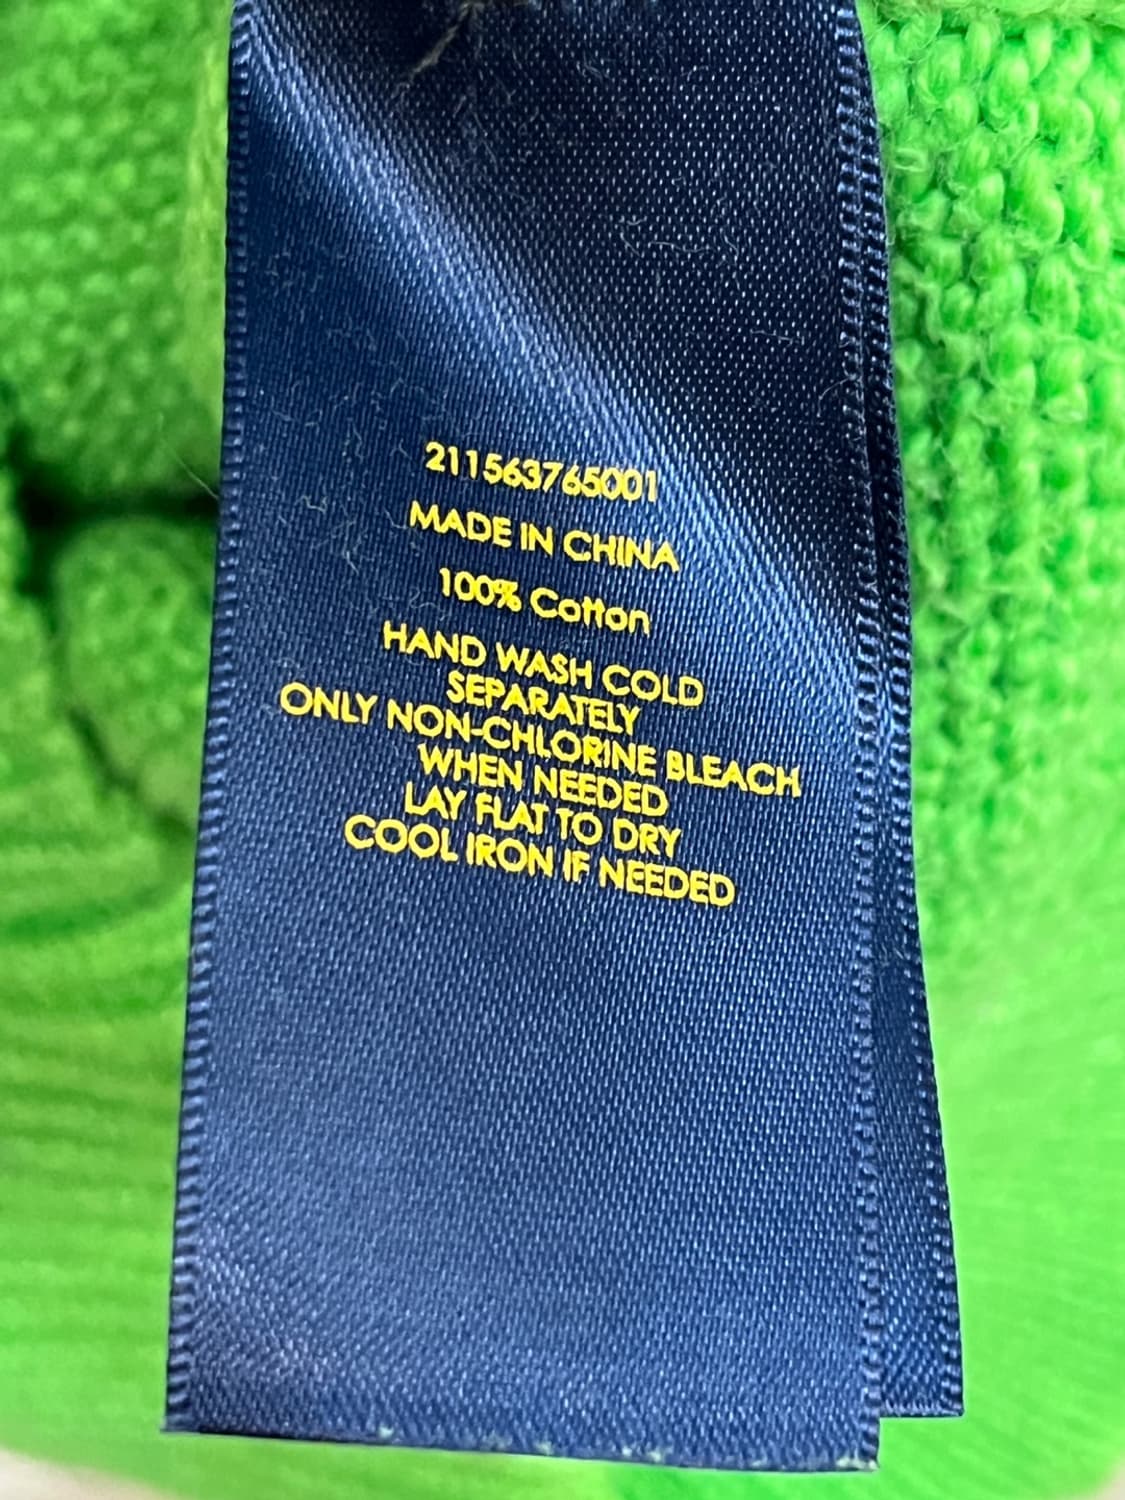 211563765001
MADE IN CHINA
100% Cotton
HAND WASH COLD
SEPARATELY
ONLY NON-CHLORINE BLEACH
WHEN NEEDED
LAY FLAT TO DRY
COOL IRON IF NEEDED